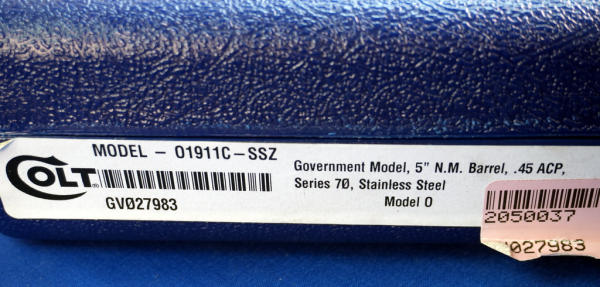 MODEL - O1911C-SSZ
COLT
GV027983
Government Model, 5" N.M. Barrel, .45 ACP,
Series 70, Stainless Steel
Model O
2050037
027983